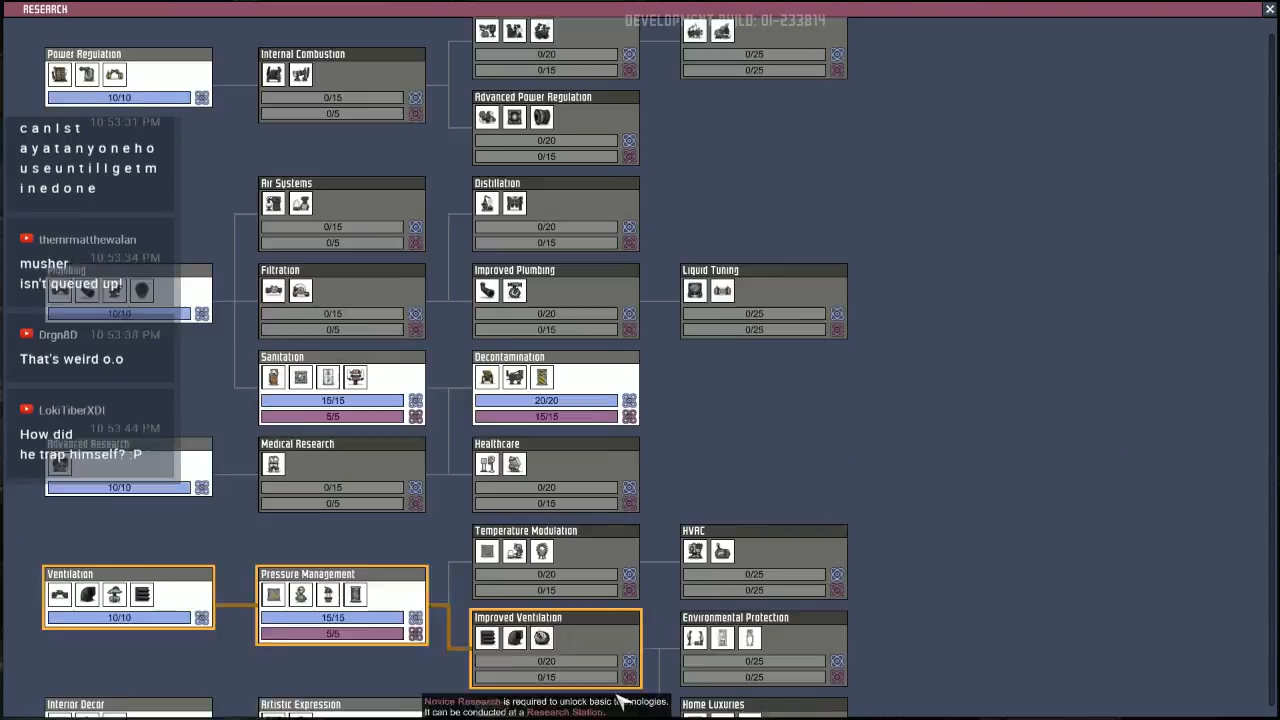 RESEARCH
DEVELOPMENT BUILD: OI-233814
Power Regulation
10/10
Internal Combustion
0/15
0/5
0/20
0/15
0/25
0/25
Advanced Power Regulation
0/20
0/15
10:53:31 PM
c a n I s t
a y a t a n y o n e h o
u s e u n t i l l g e t m
i n e d o n e
Air Systems
0/15
0/5
Distillation
0/20
0/15
themrmatthewalan
10:53:34 PM
musher
isn't queued up!
Plumbing
10/10
Filtration
0/15
0/5
Improved Plumbing
0/20
0/15
Liquid Tuning
0/25
0/25
Drgn8D 10:53:38 PM
That's weird o.o
Sanitation
15/15
5/5
Decontamination
20/20
15/15
LokiTiberXDI
10:53:44 PM
How did
he trap himself? :P
Advanced Research
10/10
Medical Research
0/15
0/5
Healthcare
0/20
0/15
Temperature Modulation
0/20
0/15
HVAC
0/25
0/25
Ventilation
10/10
Pressure Management
15/15
5/5
Improved Ventilation
0/20
0/15
Environmental Protection
0/25
0/25
Interior Decor
Artistic Expression
Home Luxuries
Novice Research is required to unlock basic technologies.
It can be conducted at a Research Station.